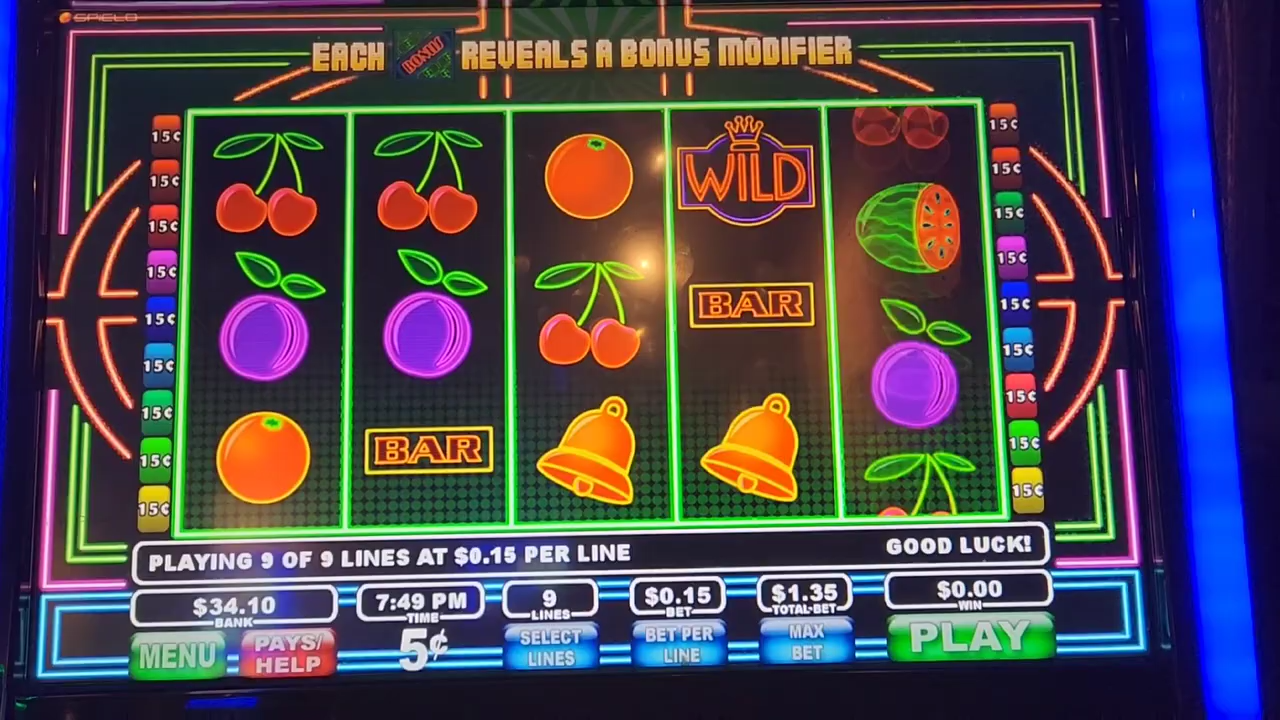 SPIELO
EACH BONUS REVEALS A BONUS MODIFIER
15¢ 15¢
15¢ 15¢
15¢ 15¢
15¢ 15¢
15¢ 15¢
15¢ 15¢
15¢ 15¢
15¢ 15¢
15¢ 15¢
WILD
BAR
BAR
PLAYING 9 OF 9 LINES AT $0.15 PER LINE GOOD LUCK!
$34.10 7:49 PM 9 $0.15 $1.35 $0.00
BANK TIME LINES BET TOTAL BET WIN
MENU PAYS/ HELP 5¢ SELECT LINES BET PER LINE MAX BET PLAY